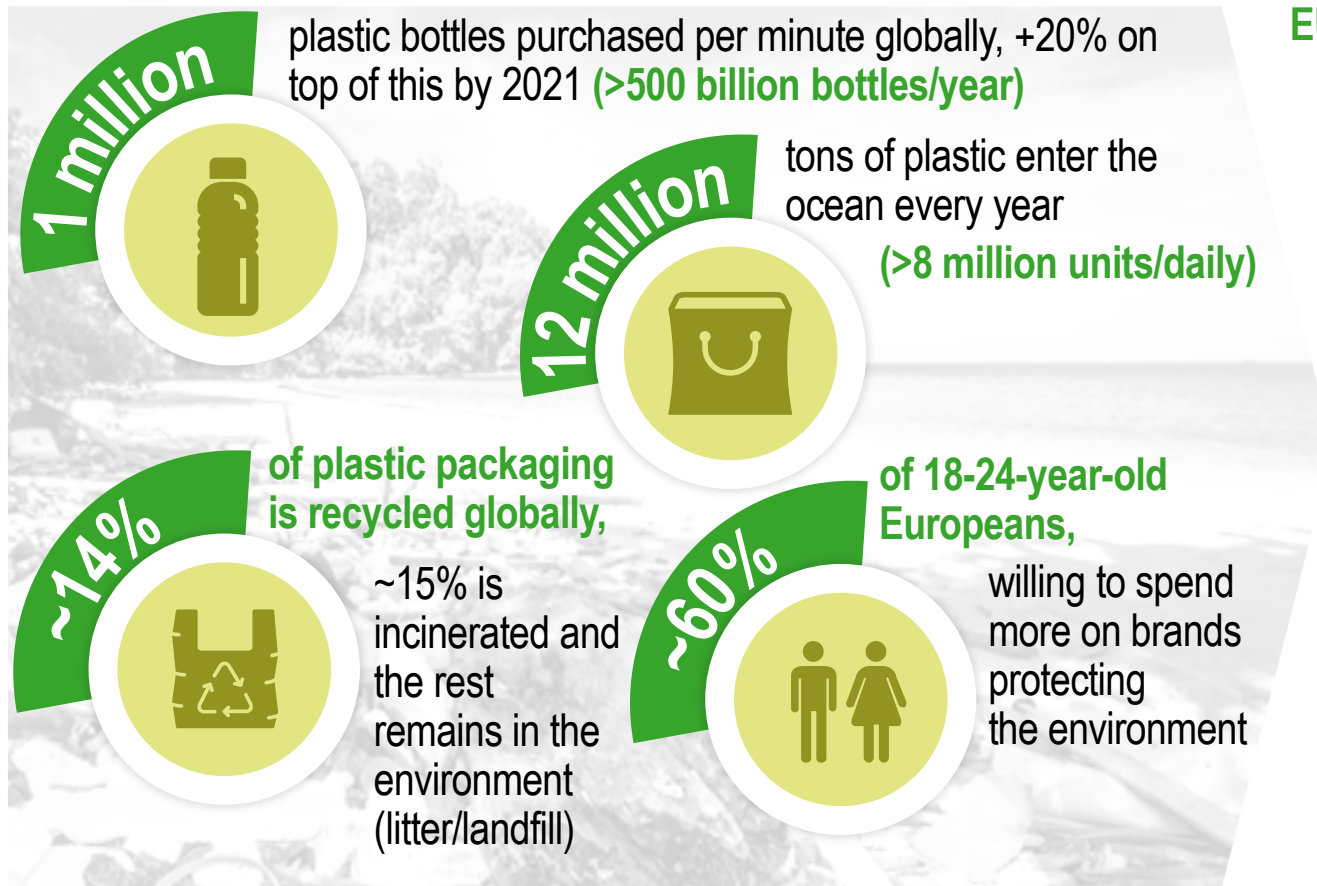 1 million
plastic bottles purchased per minute globally, +20% on
top of this by 2021 (>500 billion bottles/year)
12 million
tons of plastic enter the
ocean every year
(>8 million units/daily)
~14%
of plastic packaging
is recycled globally,
~15% is
incinerated and
the rest
remains in the
environment
(litter/landfill)
~60%
of 18-24-year-old
Europeans,
willing to spend
more on brands
protecting
the environment